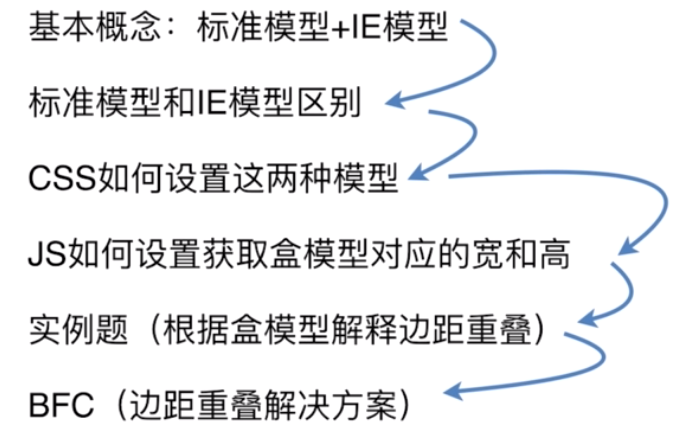 基本概念：标准模型+IE模型
标准模型和IE模型区别
CSS如何设置这两种模型
JS如何设置获取盒模型对应的宽和高
实例题（根据盒模型解释边距重叠）
BFC（边距重叠解决方案）